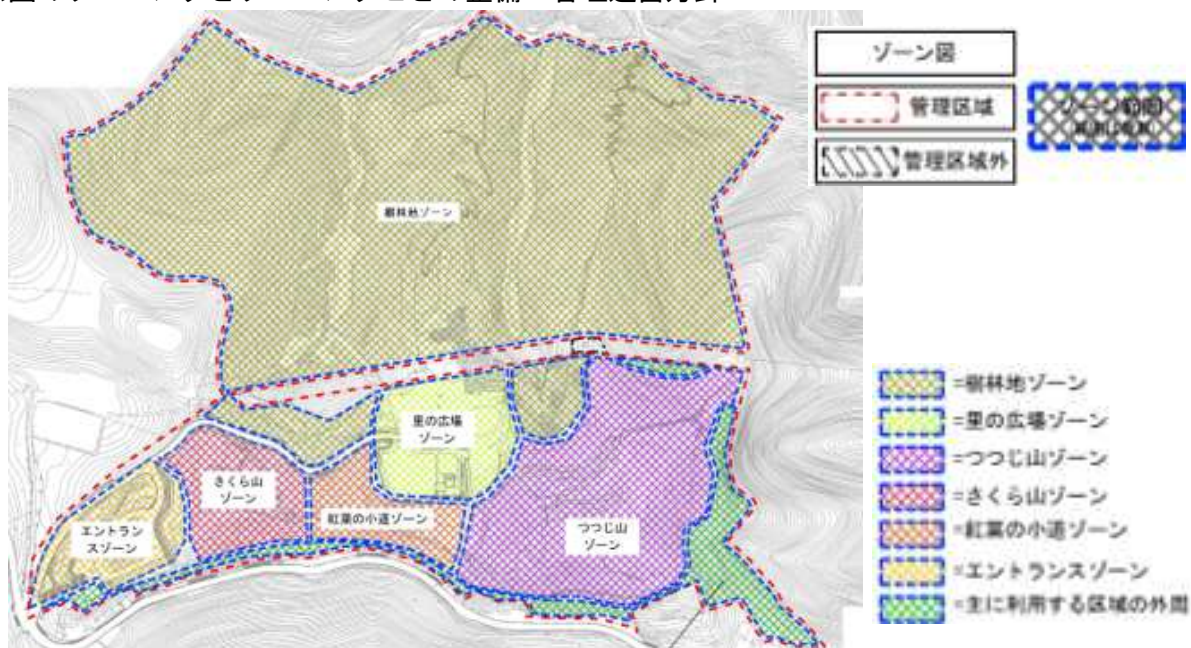 ゾーン図
管理区域
管理区域外
樹林地ゾーン
里の広場
ゾーン
さくら山
ゾーン
紅葉の小道ゾーン
つつじ山
ゾーン
エントラン
スゾーン
=樹林地ゾーン
=里の広場ゾーン
=つつじ山ゾーン
=さくら山ゾーン
=紅葉の小道ゾーン
=エントランスゾーン
=主に利用する区域の外周